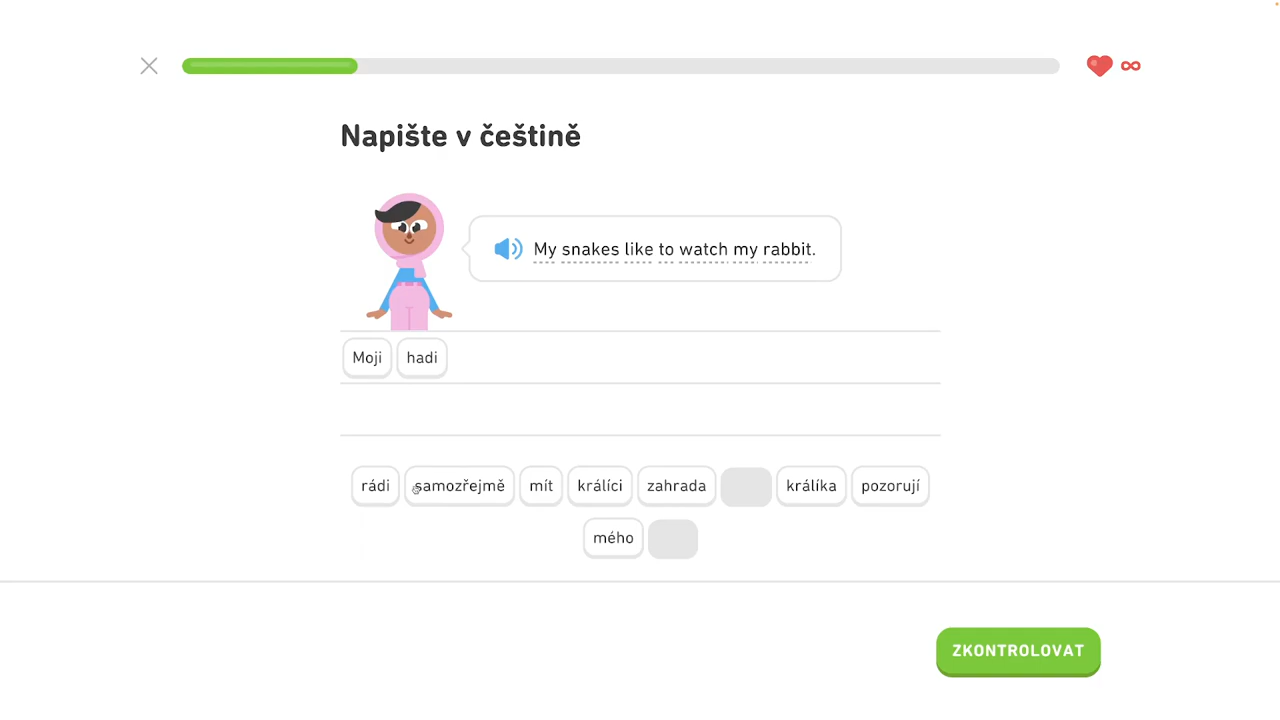 ∞
Napište v češtině
My snakes like to watch my rabbit.
Moji hadi
rádi samozřejmě mít králíci zahrada králíka pozorují
mého
ZKONTROLOVAT